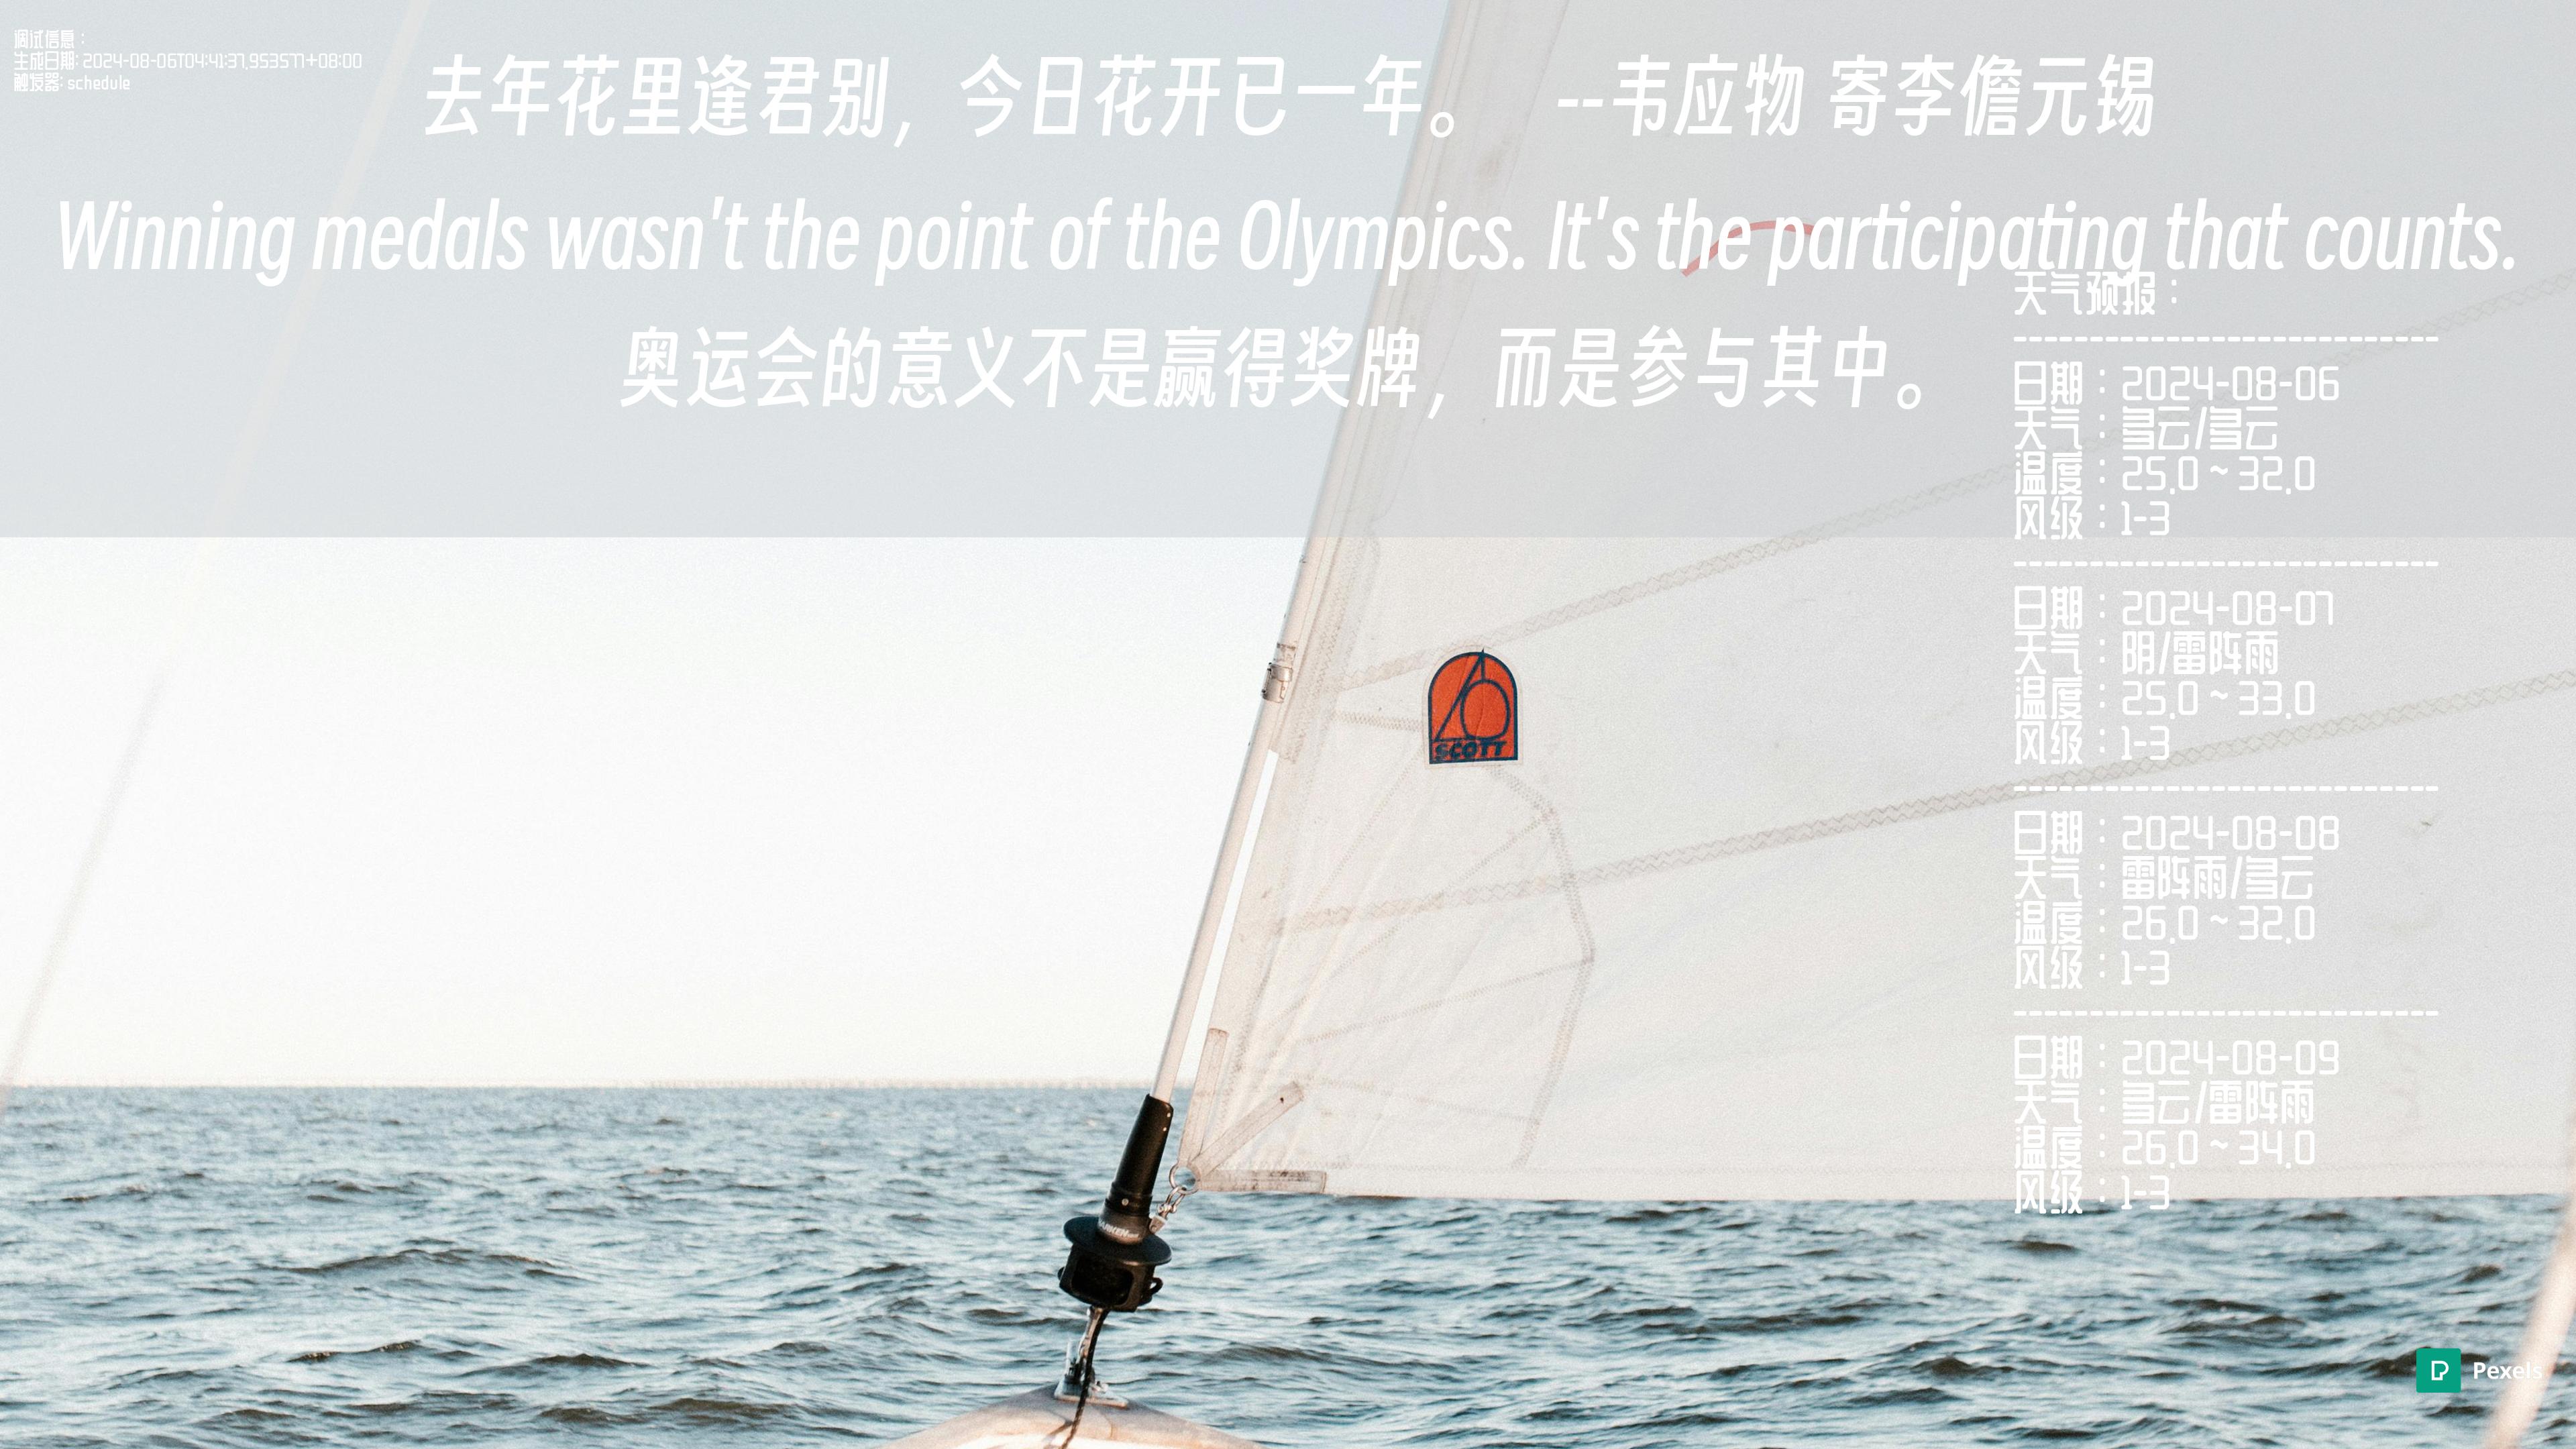 调试信息：
生成日期: 2024-08-06T04:41:37.953577+08:00
触发器: schedule
去年花里逢君别，今日花开已一年。 --韦应物 寄李儋元锡
Winning medals wasn't the point of the Olympics. It's the participating that counts.
奥运会的意义不是赢得奖牌，而是参与其中。
天气预报：
------------------------------
日期：2024-08-06
天气：多云/多云
温度：25.0 ~ 32.0
风级：1-3
------------------------------
日期：2024-08-07
天气：阴/雷阵雨
温度：25.0 ~ 33.0
风级：1-3
------------------------------
日期：2024-08-08
天气：雷阵雨/多云
温度：26.0 ~ 32.0
风级：1-3
------------------------------
日期：2024-08-09
天气：多云/雷阵雨
温度：26.0 ~ 34.0
风级：1-3
SCOTT
Pexels